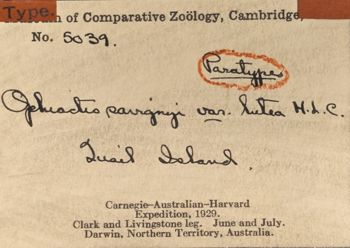 Type.
of Comparative Zoölogy, Cambridge,
No. 5039.
Paratypes
Ophiactis savignyi var. lutea H.L.C.
Quail Island.
Carnegie-Australian-Harvard
Expedition, 1929.
Clark and Livingstone leg. June and July.
Darwin, Northern Territory, Australia.